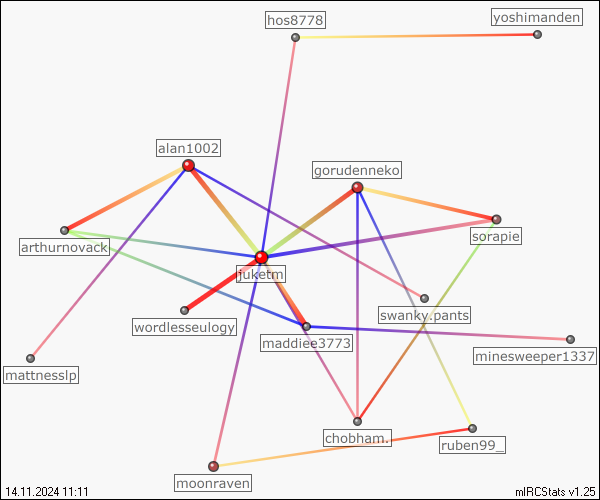 hos8778
yoshimanden
alan1002
gorudenneko
arthurnovack
sorapie
juketm
swanky.pants
wordlesseulogy
maddiee3773
minesweeper1337
mattnesslp
chobham.
ruben99_
moonraven
14.11.2024 11:11
mIRCStats v1.25